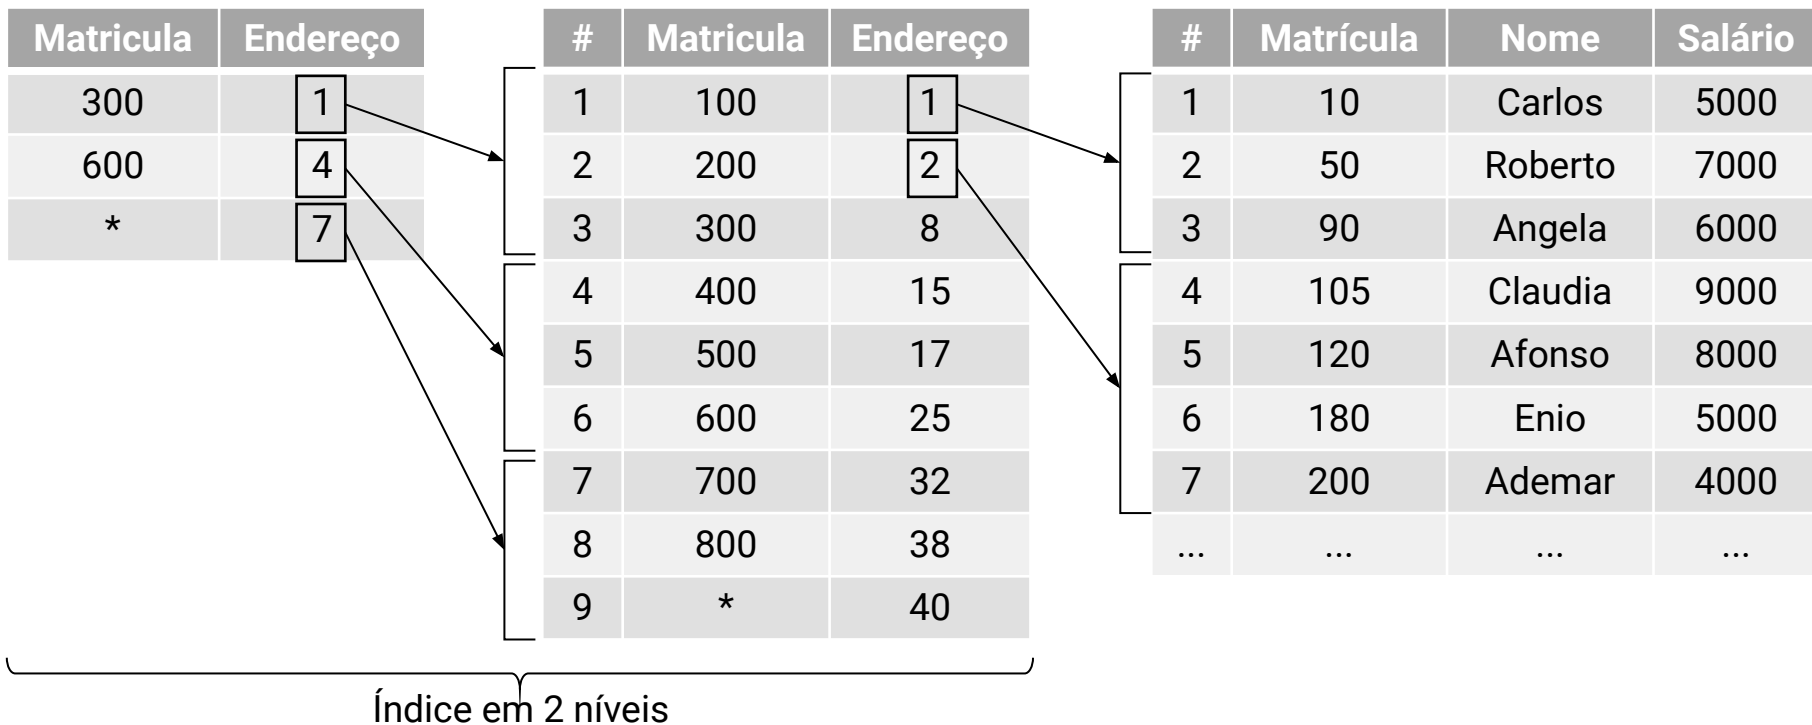 Matricula Endereço # Matricula Endereço # Matrícula Nome Salário
300 1 1 100 1 1 10 Carlos 5000
600 4 2 200 2 2 50 Roberto 7000
* 7 3 300 8 3 90 Angela 6000
4 400 15 4 105 Claudia 9000
5 500 17 5 120 Afonso 8000
6 600 25 6 180 Enio 5000
7 700 32 7 200 Ademar 4000
8 800 38 ... ... ... ...
9 * 40
Índice em 2 níveis